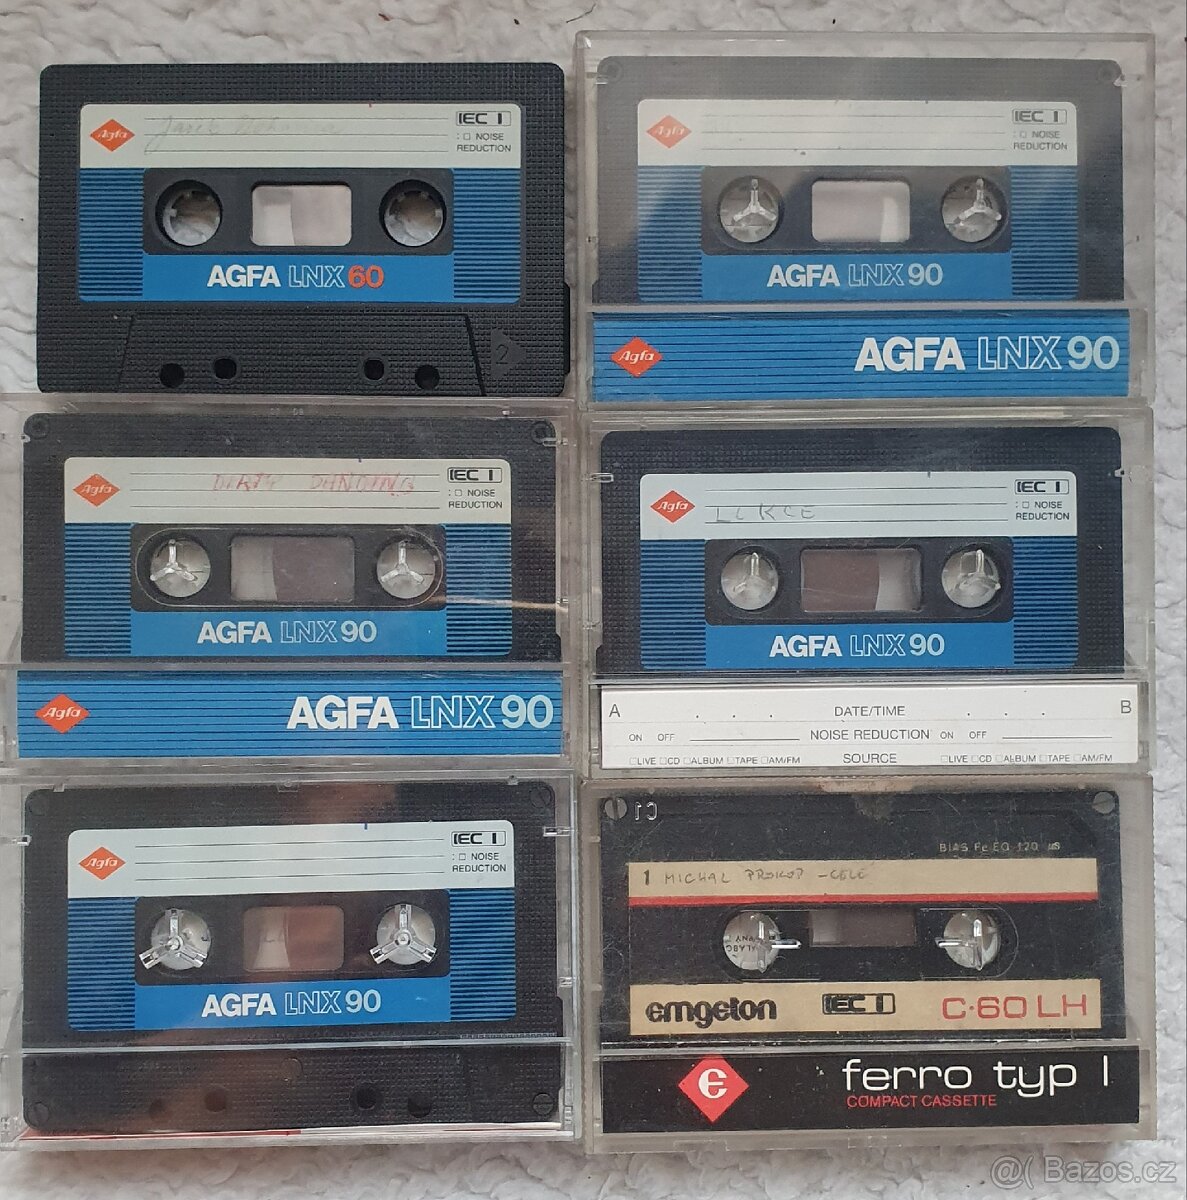 Agfa
IEC I
: □ NOISE
REDUCTION
AGFA LNX 60
2
Agfa
IEC I
: □ NOISE
REDUCTION
AGFA LNX 90
Agfa
AGFA LNX 90
Agfa
DIRTY DANCING
IEC I
: □ NOISE
REDUCTION
AGFA LNX 90
Agfa
AGFA LNX 90
Agfa
IEC I
: □ NOISE
REDUCTION
AGFA LNX 90
A . . . DATE/TIME . . . B
ON OFF NOISE REDUCTION ON OFF
□LIVE □CD □ALBUM □TAPE □AM/FM SOURCE □LIVE □CD □ALBUM □TAPE □AM/FM
Agfa
IEC I
: □ NOISE
REDUCTION
AGFA LNX 90
C1
BIAS Fe EQ 120 µS
1 MICHAL PROKOP - CELÉ
emgeton IEC I C·60 LH
e ferro typ I
COMPACT CASSETTE
@( Bazos.cz